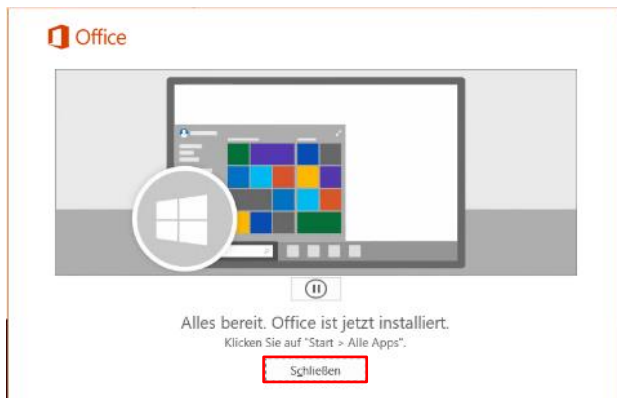 Office
Alles bereit. Office ist jetzt installiert.
Klicken Sie auf "Start > Alle Apps".
Schließen